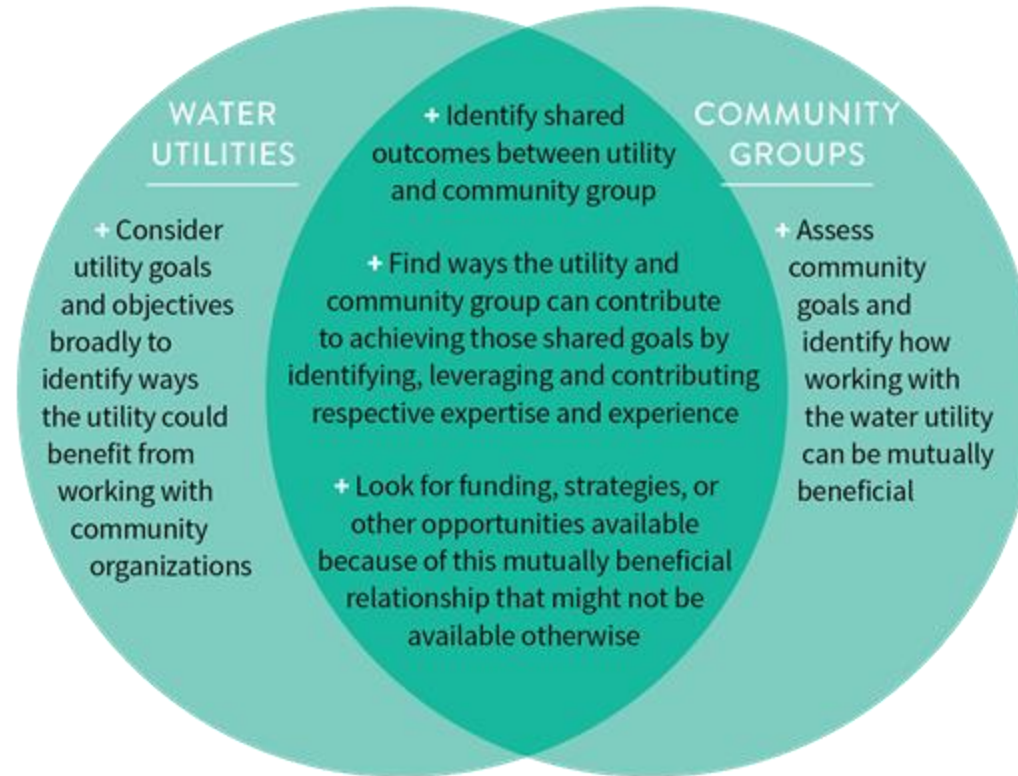 WATER
UTILITIES
+ Consider
utility goals
and objectives
broadly to
identify ways
the utility could
benefit from
working with
community
organizations
+ Identify shared
outcomes between utility
and community group
+ Find ways the utility and
community group can contribute
to achieving those shared goals by
identifying, leveraging and contributing
respective expertise and experience
+ Look for funding, strategies, or
other opportunities available
because of this mutually beneficial
relationship that might not be
available otherwise
COMMUNITY
GROUPS
+ Assess
community
goals and
identify how
working with
the water utility
can be mutually
beneficial